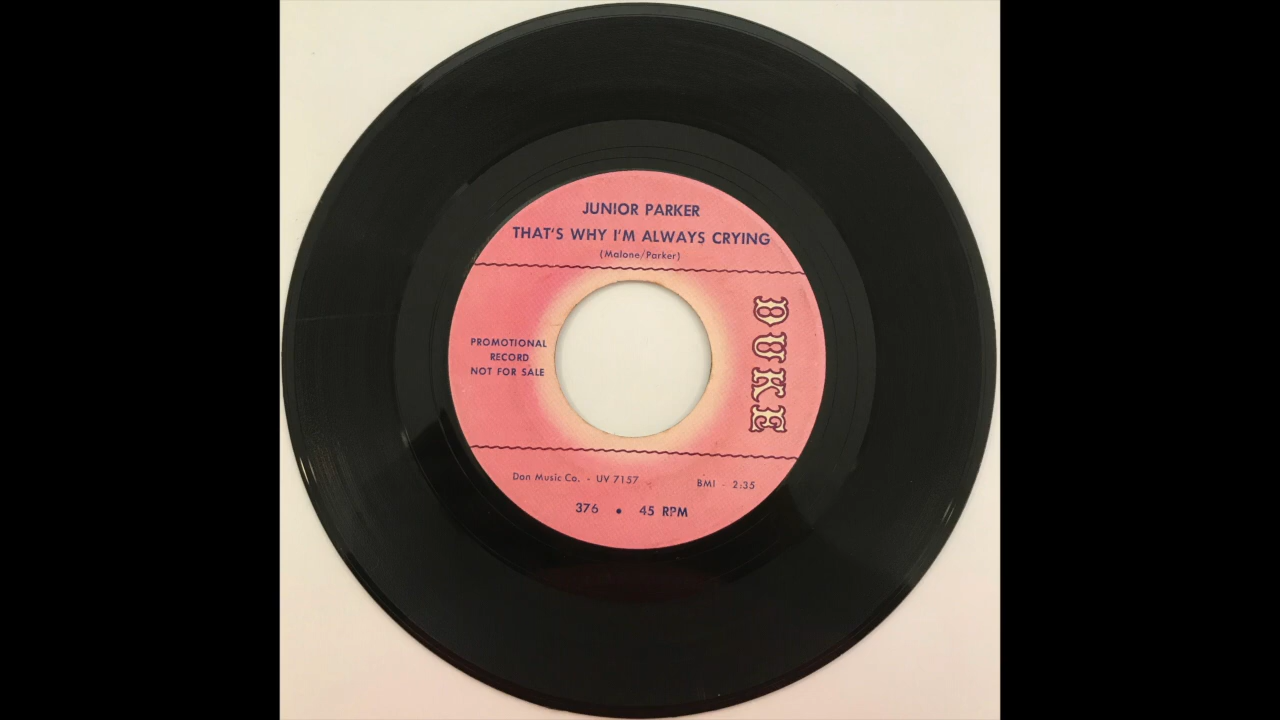 JUNIOR PARKER
THAT'S WHY I'M ALWAYS CRYING
(Malone/Parker)
PROMOTIONAL
RECORD
NOT FOR SALE
DUKE
Don Music Co. - UV 7157
BMI - 2:35
376 • 45 RPM